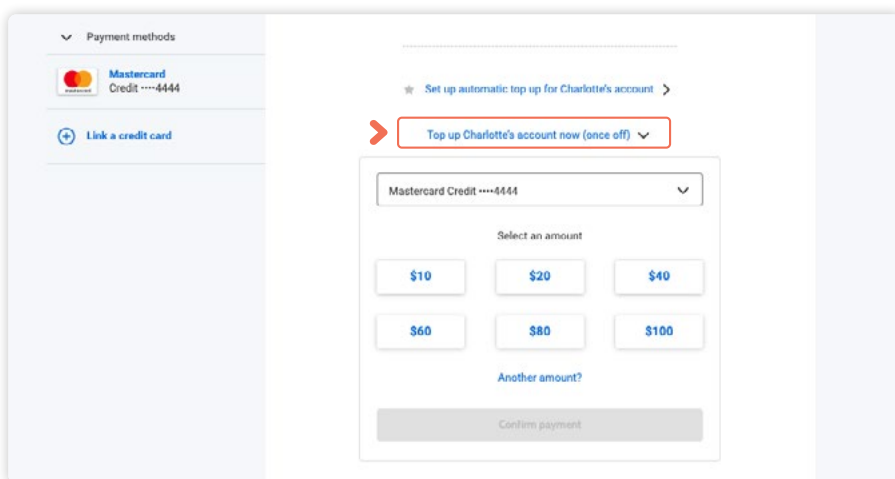 Payment methods
Mastercard
Credit ····4444
Link a credit card
Set up automatic top up for Charlotte's account
Top up Charlotte's account now (once off)
Mastercard Credit ····4444
Select an amount
$10 $20 $40
$60 $80 $100
Another amount?
Confirm payment